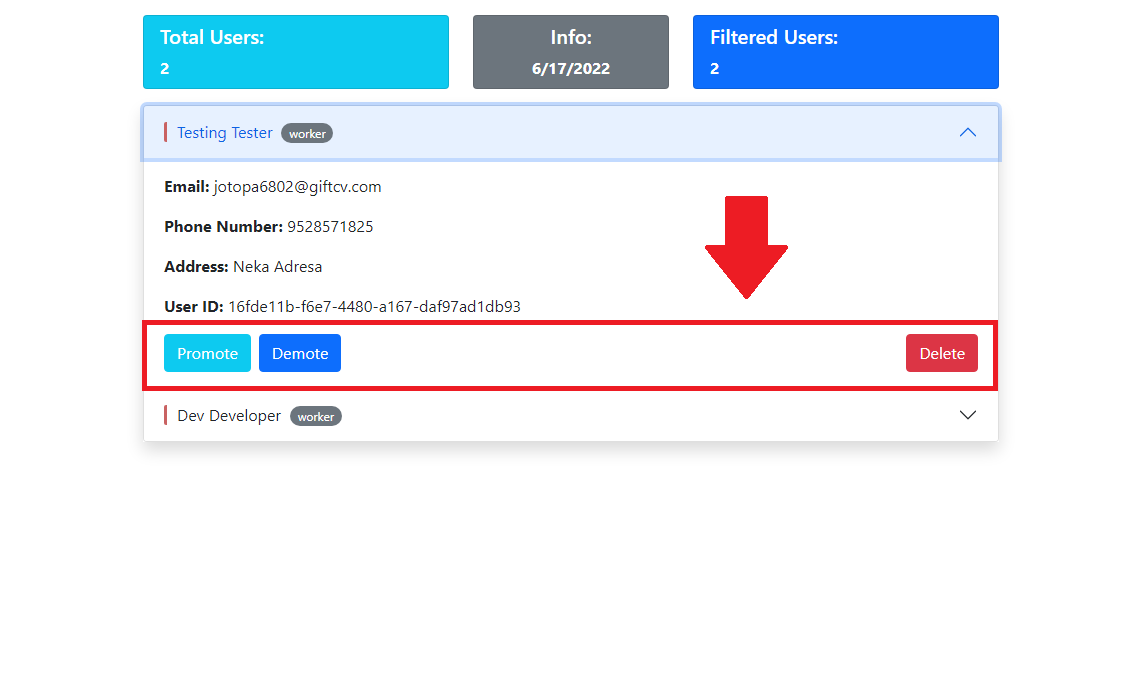 Total Users:
2
Info:
6/17/2022
Filtered Users:
2
Testing Tester worker
Email: jotopa6802@giftcv.com
Phone Number: 9528571825
Address: Neka Adresa
User ID: 16fde11b-f6e7-4480-a167-daf97ad1db93
Promote Demote Delete
Dev Developer worker